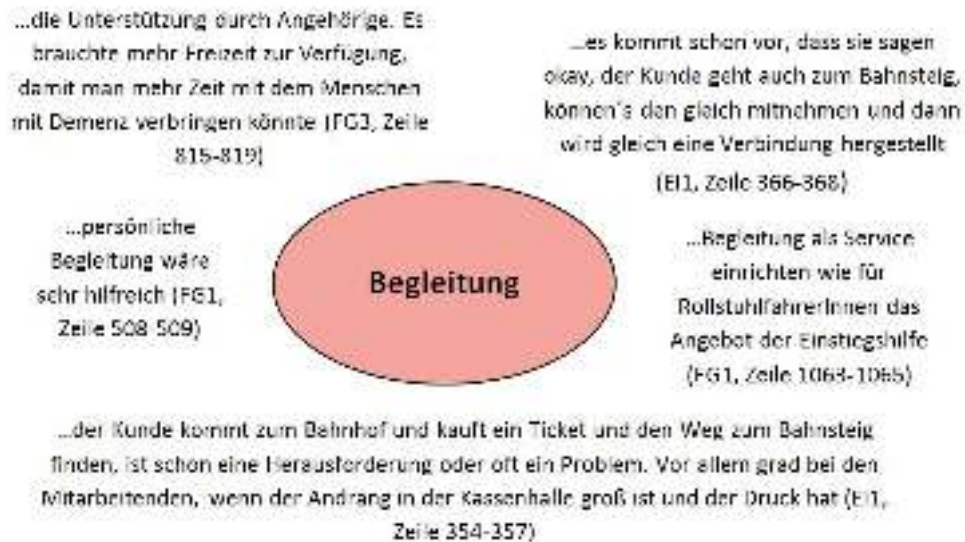 ...die Unterstützung durch Angehörige. Es
brauchte mehr Freizeit zur Verfügung,
damit man mehr Zeit mit dem Menschen
mit Demenz verbringen könnte (FG3, Zeile
815-819)
...es kommt schon vor, dass sie sagen
okay, der Kunde geht auch zum Bahnsteig,
können's den gleich mitnehmen und dann
wird gleich eine Verbindung hergestellt
(EI1, Zeile 366-368)
...persönliche
Begleitung wäre
sehr hilfreich (FG1,
Zeile 508-509)
Begleitung
...Begleitung als Service
einrichten wie für
RollstuhlfahrerInnen das
Angebot der Einstiegshilfe
(FG1, Zeile 1063-1065)
...der Kunde kommt zum Bahnhof und kauft ein Ticket und den Weg zum Bahnsteig
finden, ist schon eine Herausforderung oder oft ein Problem. Vor allem grad bei den
Mitarbeitenden, wenn der Andrang in der Kassenhalle groß ist und der Druck hat (EI1,
Zeile 354-357)